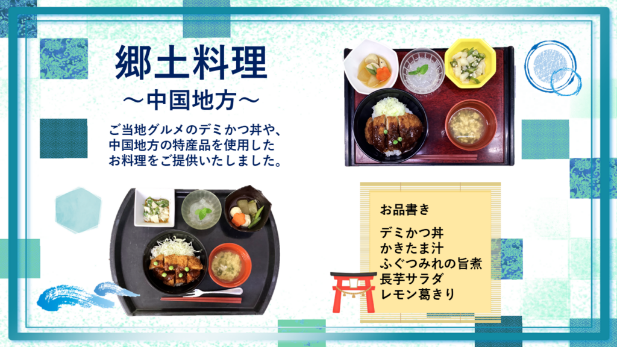 郷土料理
～中国地方～
ご当地グルメのデミかつ丼や、
中国地方の特産品を使用した
お料理をご提供いたしました。
お品書き
デミかつ丼
かきたま汁
ふぐつみれの旨煮
長芋サラダ
レモン葛きり